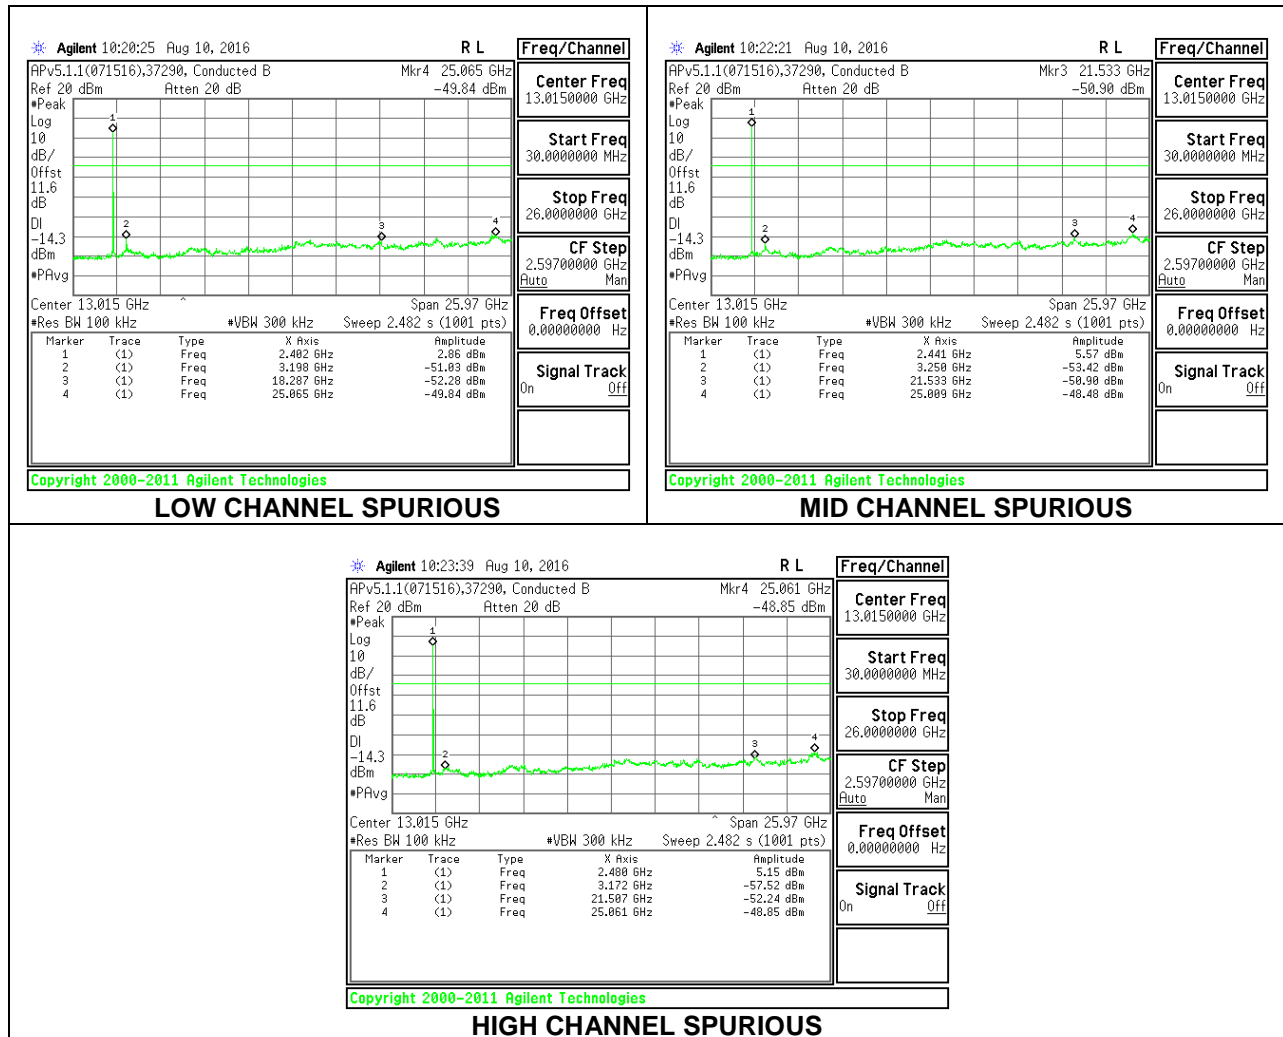 Agilent 10:20:25 Aug 10, 2016 R L
APv5.1.1(071516),37290, Conducted B Mkr4 25.065 GHz
Ref 20 dBm Atten 20 dB -49.84 dBm
#Peak
Log
10
dB/
Offst
11.6
dB
DI
-14.3
dBm
#PAvg
1
2
3
4
Center 13.015 GHz ^ Span 25.97 GHz
#Res BW 100 kHz #VBW 300 kHz Sweep 2.482 s (1001 pts)
Marker Trace Type X Axis Amplitude
1 (1) Freq 2.402 GHz 2.86 dBm
2 (1) Freq 3.198 GHz -51.03 dBm
3 (1) Freq 18.287 GHz -52.28 dBm
4 (1) Freq 25.065 GHz -49.84 dBm
Freq/Channel
Center Freq
13.0150000 GHz
Start Freq
30.0000000 MHz
Stop Freq
26.0000000 GHz
CF Step
2.59700000 GHz
Auto Man
Freq Offset
0.00000000 Hz
Signal Track
On Off
Copyright 2000-2011 Agilent Technologies
LOW CHANNEL SPURIOUS
Agilent 10:22:21 Aug 10, 2016 R L
APv5.1.1(071516),37290, Conducted B Mkr3 21.533 GHz
Ref 20 dBm Atten 20 dB -50.90 dBm
#Peak
Log
10
dB/
Offst
11.6
dB
DI
-14.3
dBm
#PAvg
1
2
3
4
Center 13.015 GHz Span 25.97 GHz
#Res BW 100 kHz #VBW 300 kHz Sweep 2.482 s (1001 pts)
Marker Trace Type X Axis Amplitude
1 (1) Freq 2.441 GHz 5.57 dBm
2 (1) Freq 3.250 GHz -53.42 dBm
3 (1) Freq 21.533 GHz -50.90 dBm
4 (1) Freq 25.009 GHz -48.48 dBm
Freq/Channel
Center Freq
13.0150000 GHz
Start Freq
30.0000000 MHz
Stop Freq
26.0000000 GHz
CF Step
2.59700000 GHz
Auto Man
Freq Offset
0.00000000 Hz
Signal Track
On Off
Copyright 2000-2011 Agilent Technologies
MID CHANNEL SPURIOUS
Agilent 10:23:39 Aug 10, 2016 R L
APv5.1.1(071516),37290, Conducted B Mkr4 25.061 GHz
Ref 20 dBm Atten 20 dB -48.85 dBm
#Peak
Log
10
dB/
Offst
11.6
dB
DI
-14.3
dBm
#PAvg
1
2
3
4
Center 13.015 GHz ^ Span 25.97 GHz
#Res BW 100 kHz #VBW 300 kHz Sweep 2.482 s (1001 pts)
Marker Trace Type X Axis Amplitude
1 (1) Freq 2.480 GHz 5.15 dBm
2 (1) Freq 3.172 GHz -57.52 dBm
3 (1) Freq 21.507 GHz -52.24 dBm
4 (1) Freq 25.061 GHz -48.85 dBm
Freq/Channel
Center Freq
13.0150000 GHz
Start Freq
30.0000000 MHz
Stop Freq
26.0000000 GHz
CF Step
2.59700000 GHz
Auto Man
Freq Offset
0.00000000 Hz
Signal Track
On Off
Copyright 2000-2011 Agilent Technologies
HIGH CHANNEL SPURIOUS